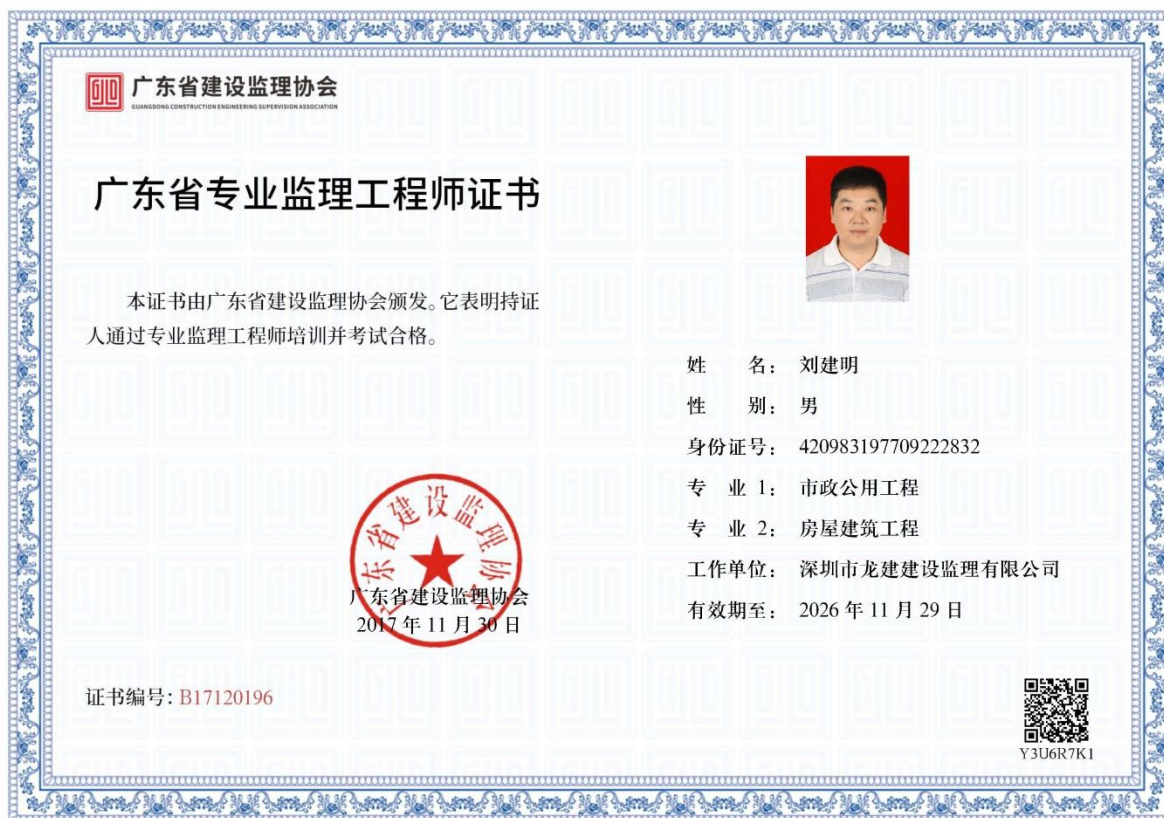 广东省建设监理协会
GUANGDONG CONSTRUCTION ENGINEERING SUPERVISION ASSOCIATION
广东省专业监理工程师证书
本证书由广东省建设监理协会颁发。它表明持证
人通过专业监理工程师培训并考试合格。
姓 名： 刘建明
性 别： 男
身份证号： 420983197709222832
专 业 1： 市政公用工程
专 业 2： 房屋建筑工程
工作单位： 深圳市龙建建设监理有限公司
有效期至： 2026 年 11 月 29 日
广东省建设监理协会
广东省建设监理协会
2017 年 11 月 30 日
证书编号: B17120196
Y3U6R7K1